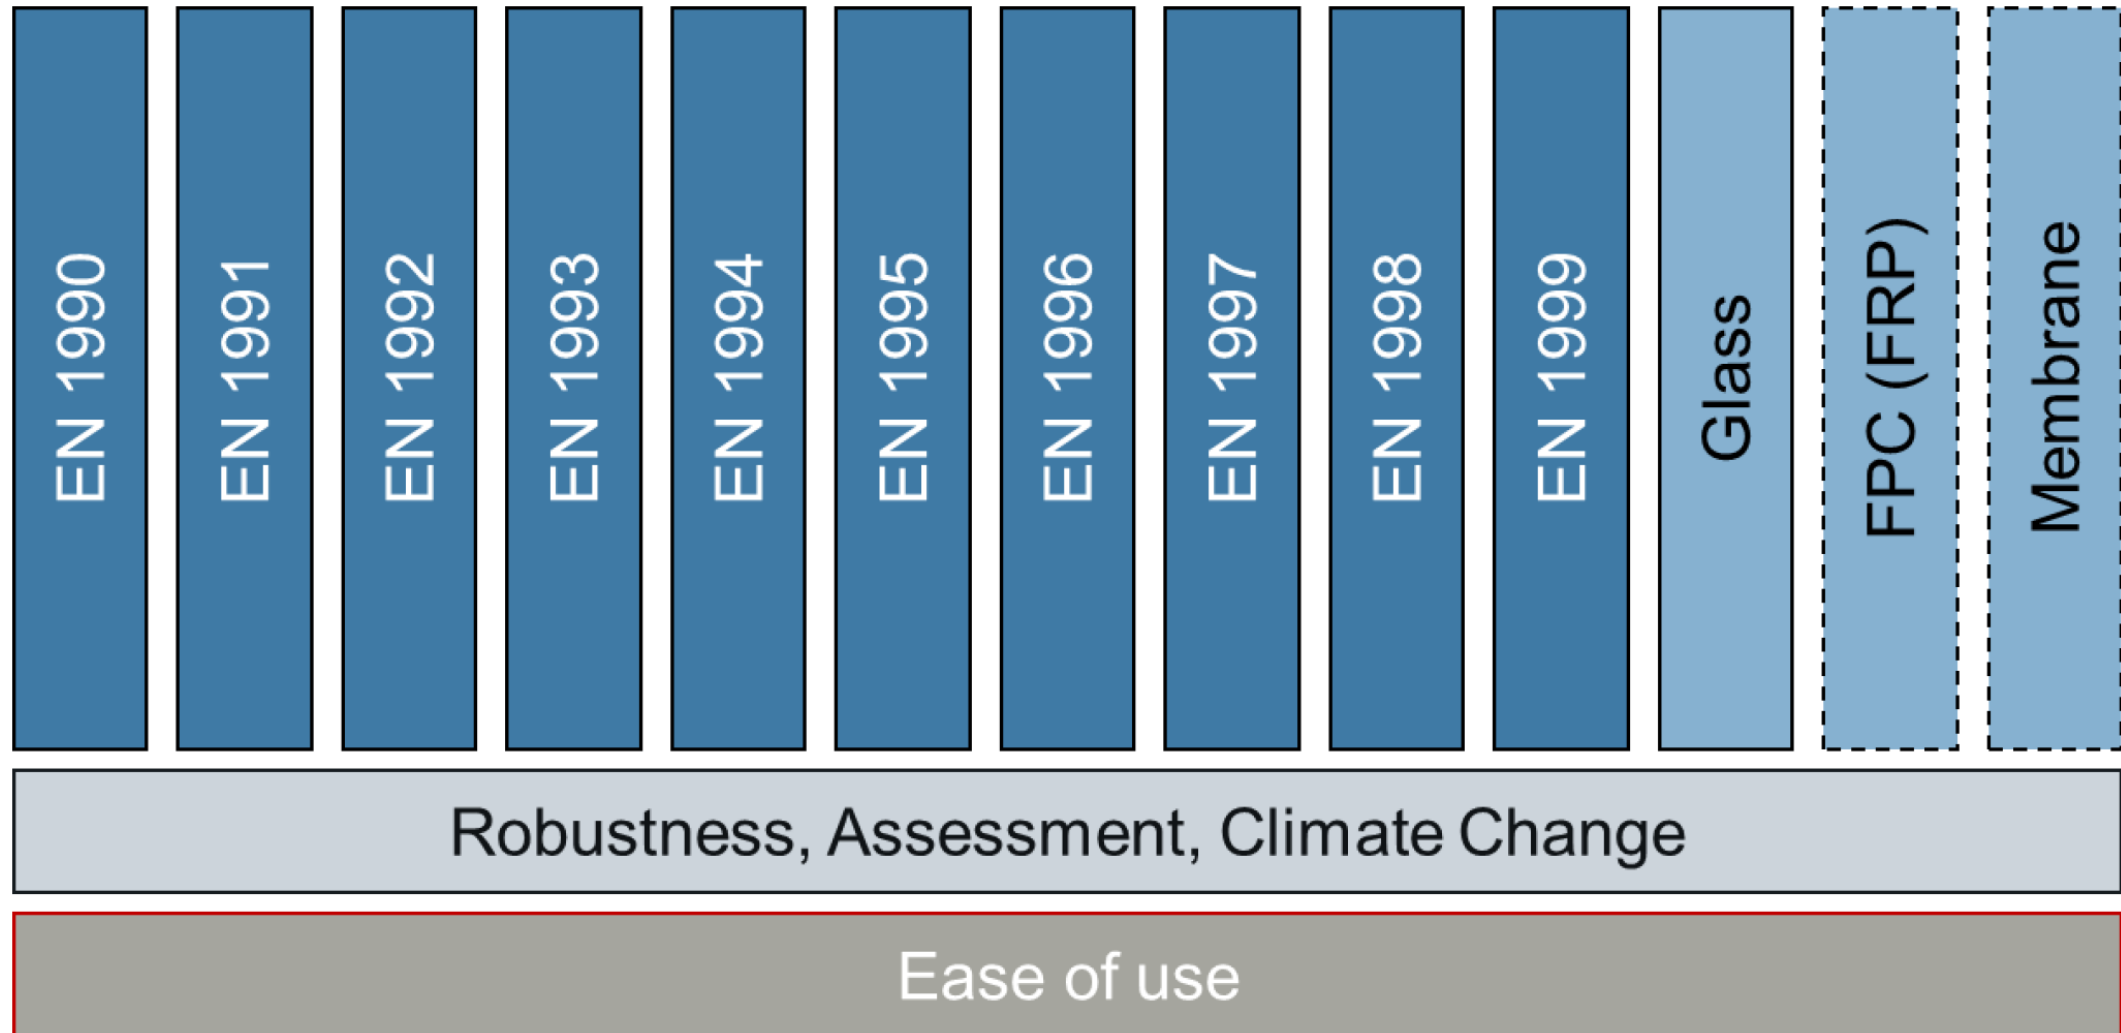 EN 1990
EN 1991
EN 1992
EN 1993
EN 1994
EN 1995
EN 1996
EN 1997
EN 1998
EN 1999
Glass
FPC (FRP)
Membrane
Robustness, Assessment, Climate Change
Ease of use